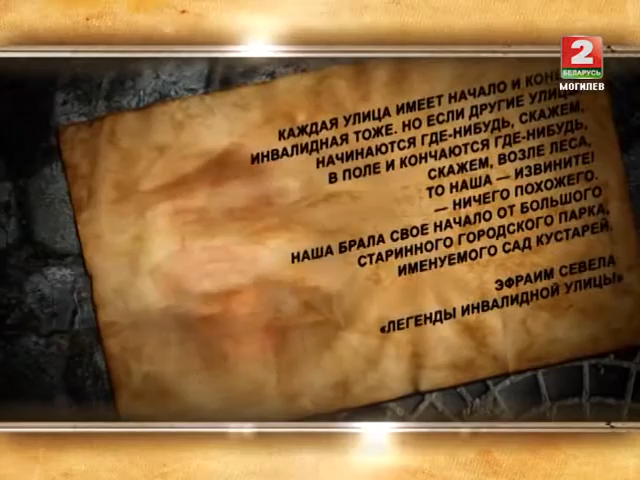 2
БЕЛАРУСЬ
МОГИЛЕВ
КАЖДАЯ УЛИЦА ИМЕЕТ НАЧАЛО И
ИНВАЛИДНАЯ ТОЖЕ. НО ЕСЛИ ДРУГИЕ УЛИЦЫ
НАЧИНАЮТСЯ ГДЕ-НИБУДЬ, СКАЖЕМ,
В ПОЛЕ И КОНЧАЮТСЯ ГДЕ-НИБУДЬ,
СКАЖЕМ, ВОЗЛЕ ЛЕСА,
ТО НАША — ИЗВИНИТЕ!
— НИЧЕГО ПОХОЖЕГО.
НАША БРАЛА СВОЕ НАЧАЛО ОТ БОЛЬШОГО
СТАРИННОГО ГОРОДСКОГО ПАРКА,
ИМЕНУЕМОГО САД КУСТАРЕЙ.
ЭФРАИМ СЕВЕЛА
«ЛЕГЕНДЫ ИНВАЛИДНОЙ УЛИЦЫ»